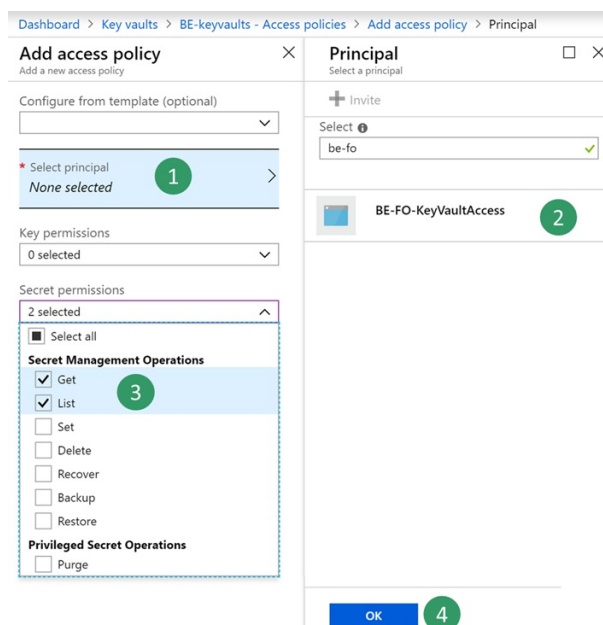 Dashboard > Key vaults > BE-keyvaults - Access policies > Add access policy > Principal
Add access policy
Add a new access policy
Configure from template (optional)
* Select principal
None selected
1
Key permissions
0 selected
Secret permissions
2 selected
Select all
Secret Management Operations
Get
3
List
Set
Delete
Recover
Backup
Restore
Privileged Secret Operations
Purge
Principal
Select a principal
Invite
Select
be-fo
BE-FO-KeyVaultAccess
2
OK
4